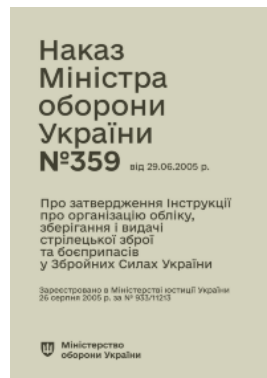 Наказ
Міністра
оборони
України
№359 від 29.06.2005 р.
Про затвердження Інструкції
про організацію обліку,
зберігання і видачі
стрілецької зброї
та боєприпасів
у Збройних Силах України
Зареєстровано в Міністерстві юстиції України
26 серпня 2005 р. за № 933/11213
Міністерство
оборони України